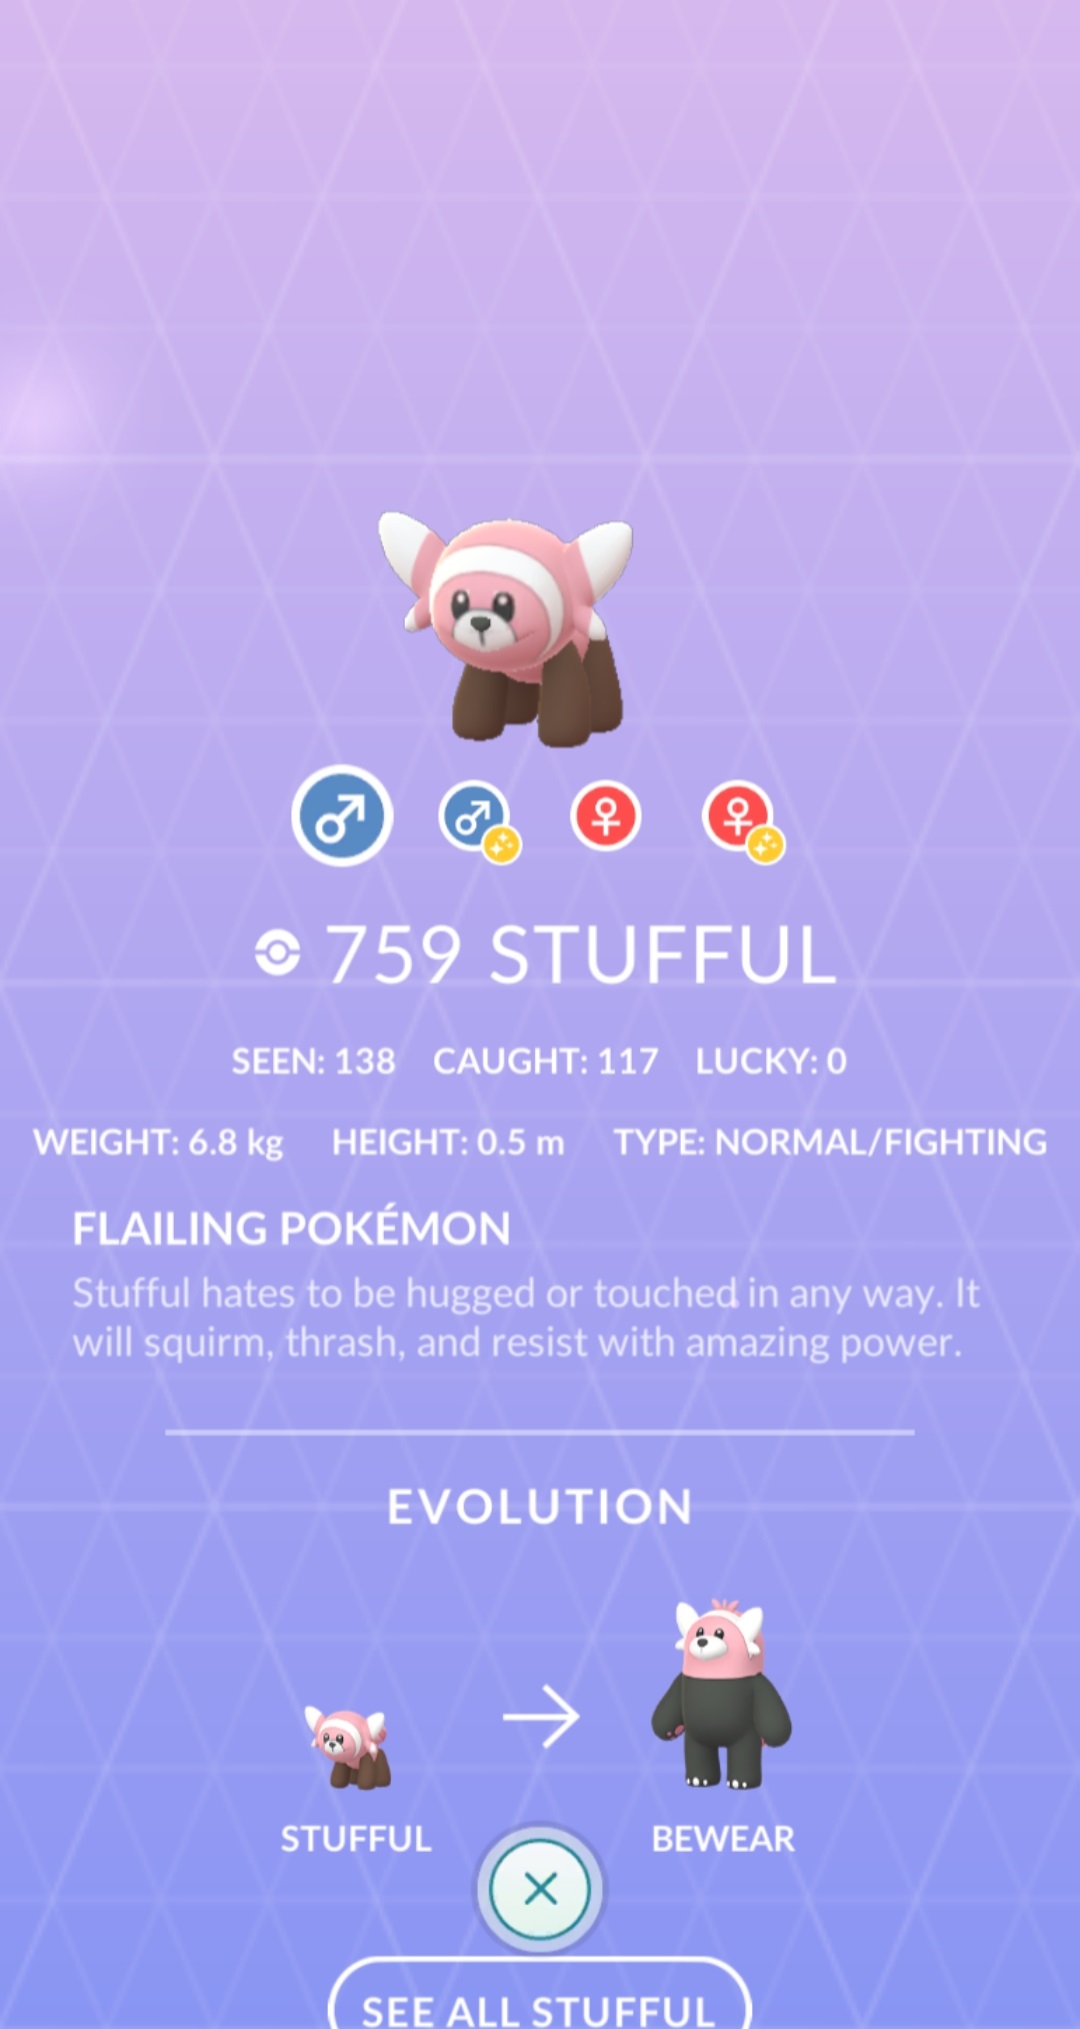 759 STUFFUL
SEEN: 138 CAUGHT: 117 LUCKY: 0
WEIGHT: 6.8 kg HEIGHT: 0.5 m TYPE: NORMAL/FIGHTING
FLAILING POKÉMON
Stufful hates to be hugged or touched in any way. It
will squirm, thrash, and resist with amazing power.
EVOLUTION
STUFFUL BEWEAR
SEE ALL STUFFUL